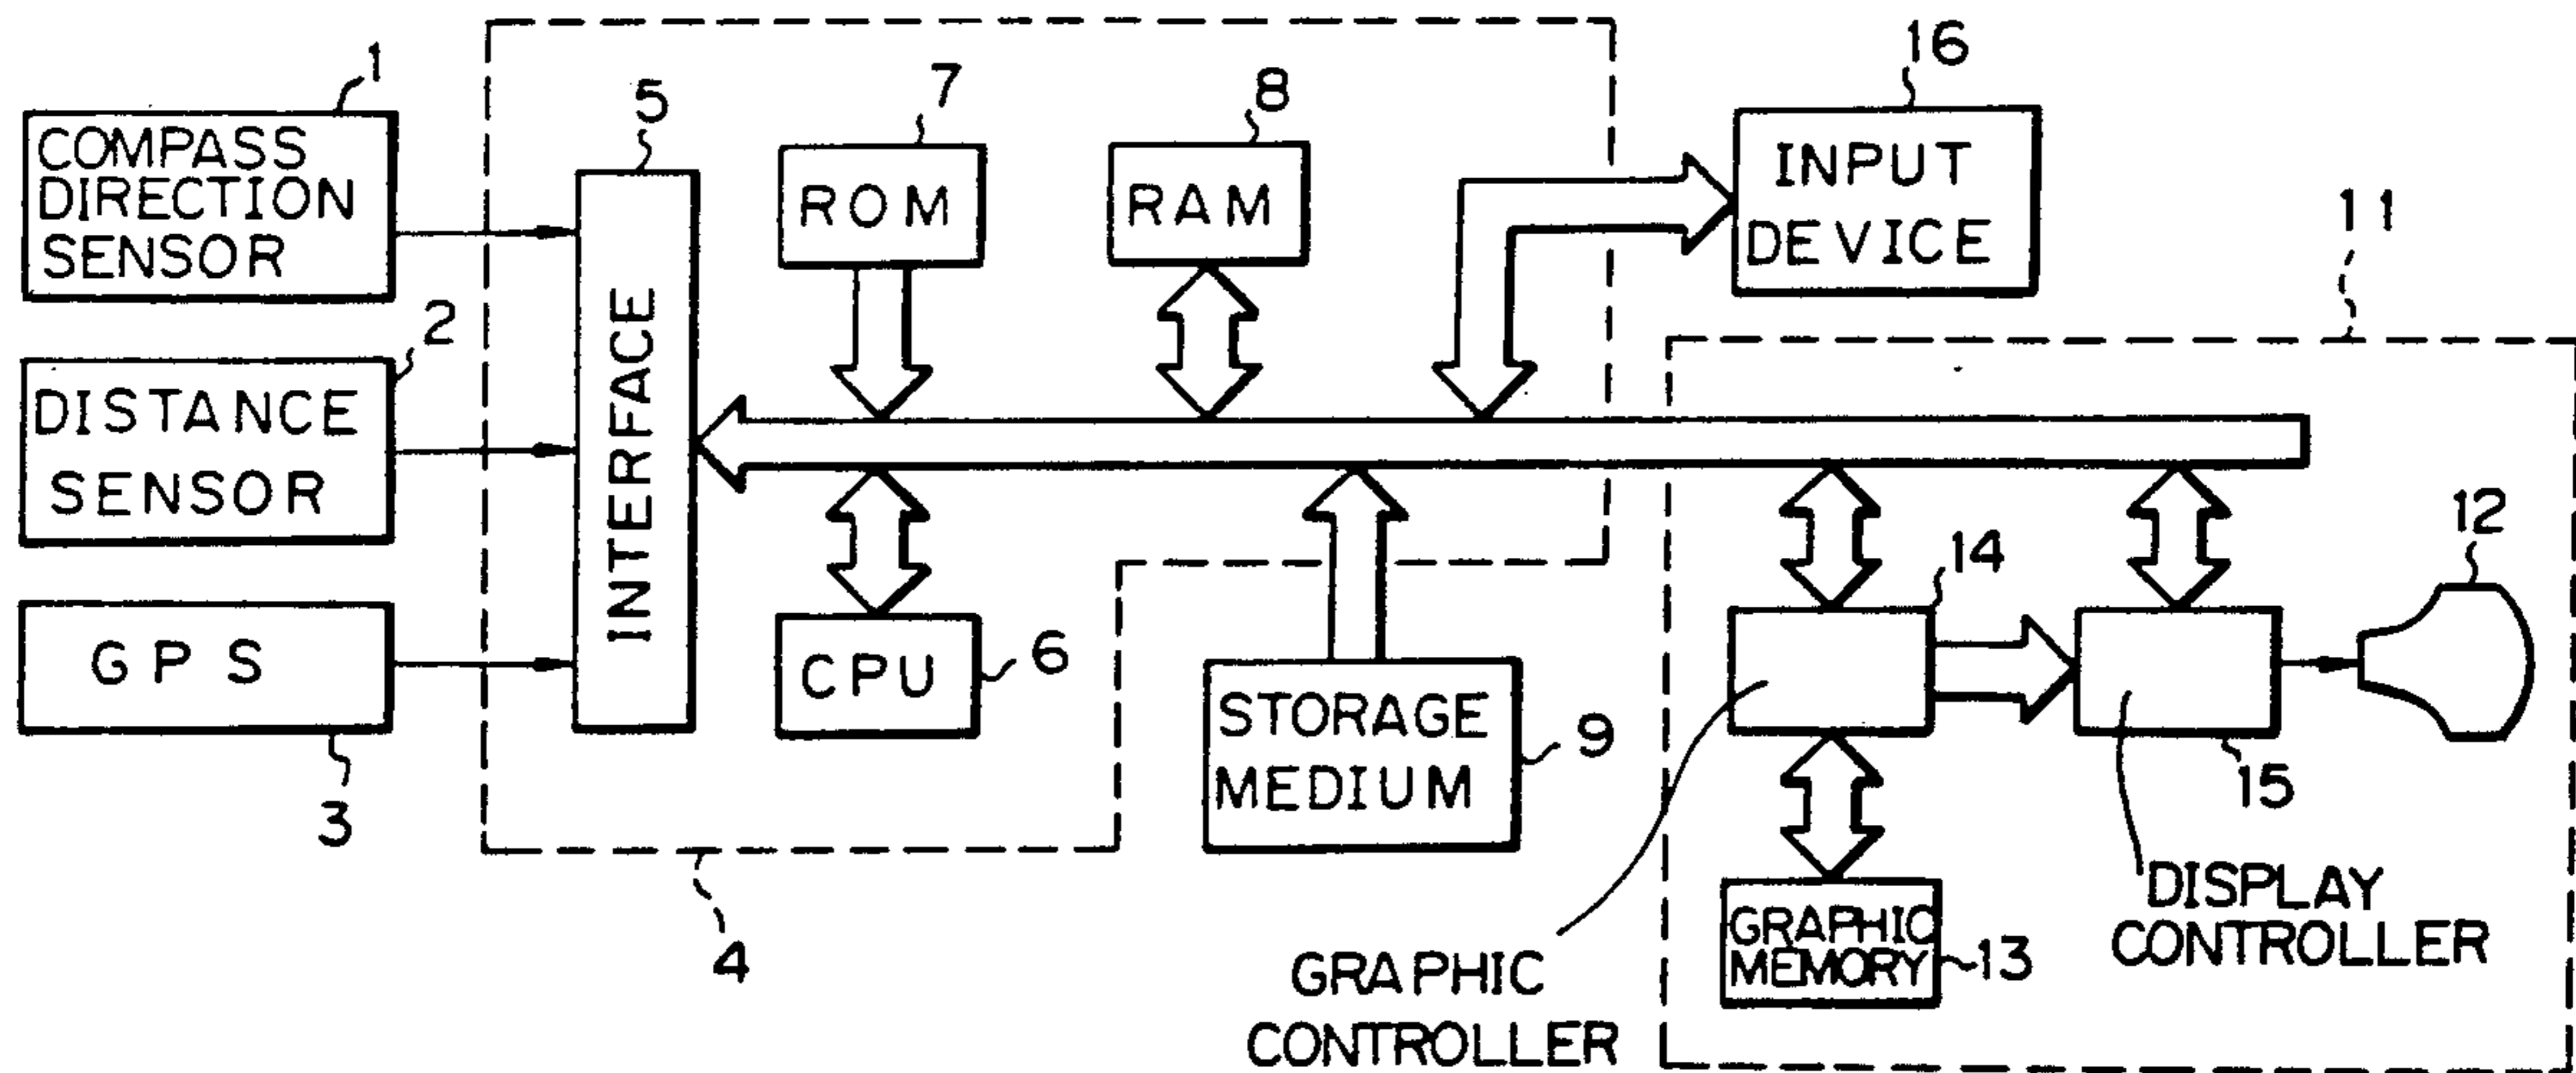 1
COMPASS
DIRECTION
SENSOR
2
DISTANCE
SENSOR
GPS
3
4
5
INTERFACE
7
ROM
8
RAM
CPU
6
STORAGE
MEDIUM
9
16
INPUT
DEVICE
11
12
14
15
GRAPHIC
MEMORY
13
GRAPHIC
CONTROLLER
DISPLAY
CONTROLLER